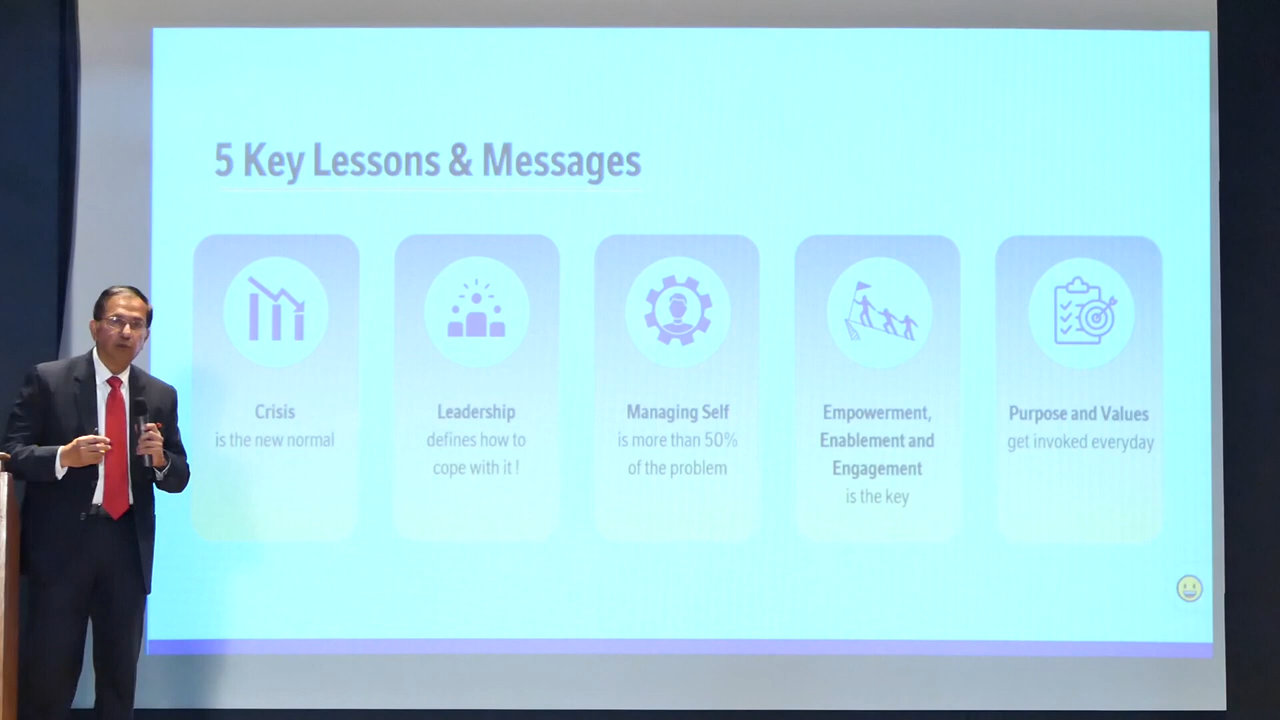 5 Key Lessons & Messages
Crisis
is the new normal
Leadership
defines how to
cope with it !
Managing Self
is more than 50%
of the problem
Empowerment,
Enablement and
Engagement
is the key
Purpose and Values
get invoked everyday